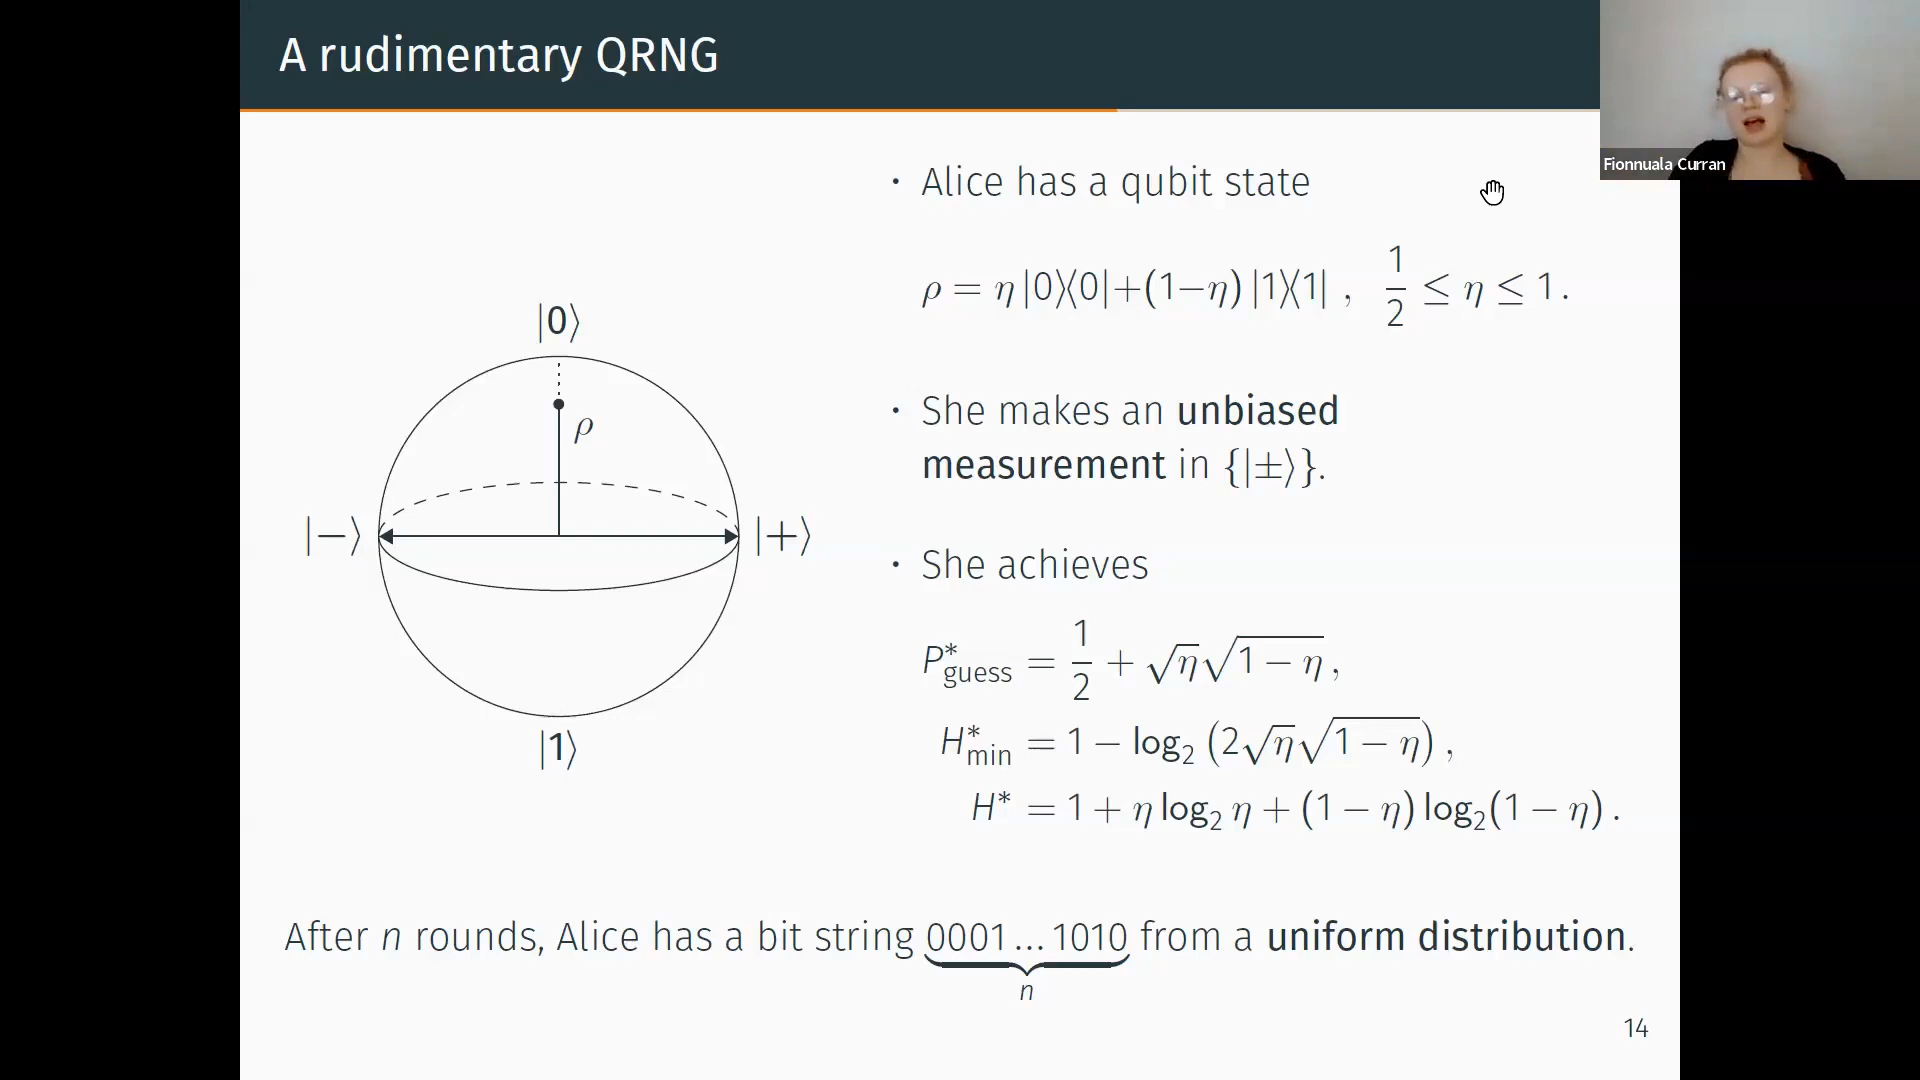 A rudimentary QRNG
Fionnuala Curran
· Alice has a qubit state
ρ = η |0⟩⟨0|+(1−η) |1⟩⟨1| , 1/2 ≤ η ≤ 1.
· She makes an unbiased
measurement in {|±⟩}.
· She achieves
P*guess = 1/2 + √η√(1 − η) ,
H*min = 1 − log₂ (2√η√(1 − η)) ,
H* = 1 + η log₂ η + (1 − η) log₂(1 − η) .
|0⟩
ρ
|−⟩
|+⟩
|1⟩
After n rounds, Alice has a bit string 0001 … 1010 from a uniform distribution.
n
14